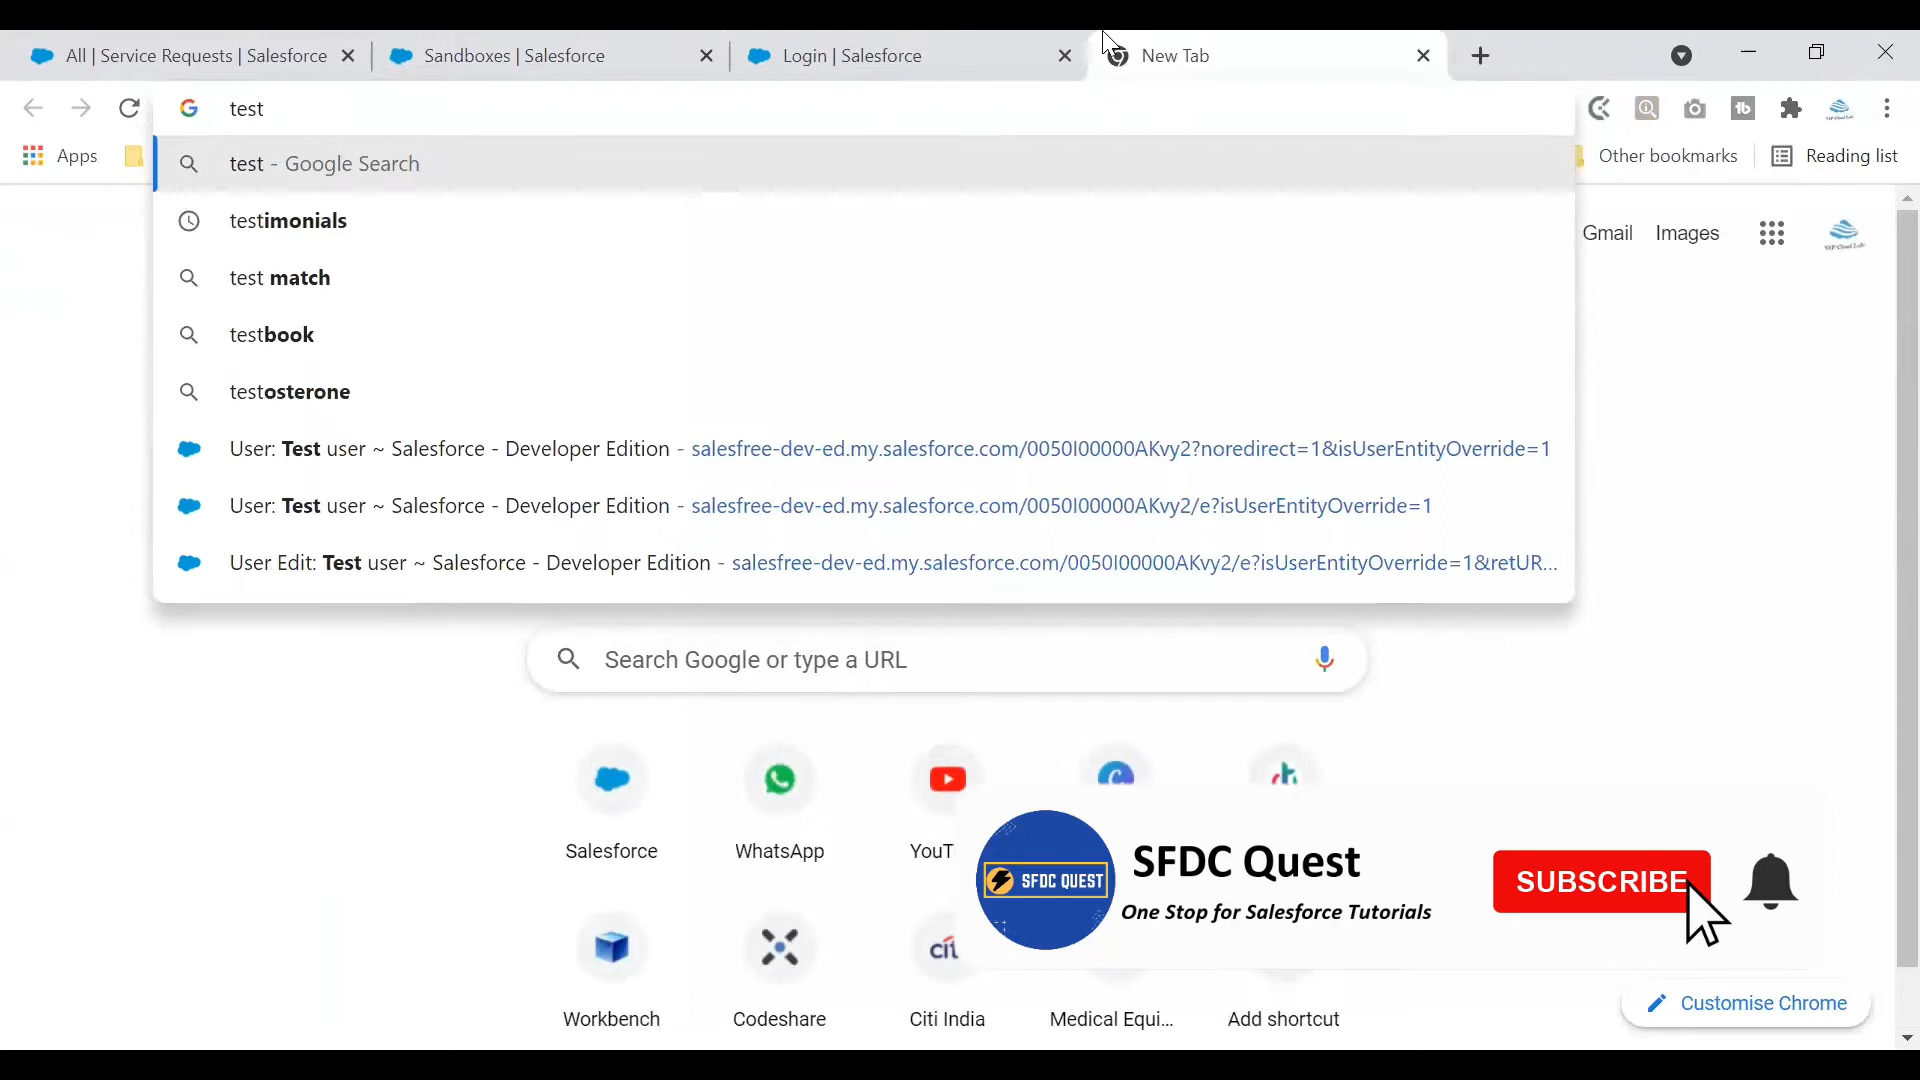 All | Service Requests | Salesforce
Sandboxes | Salesforce
Login | Salesforce
New Tab
test
Apps
Other bookmarks
Reading list
test - Google Search
testimonials
test match
testbook
testosterone
User: Test user ~ Salesforce - Developer Edition - salesfree-dev-ed.my.salesforce.com/0050I00000AKvy2?noredirect=1&isUserEntityOverride=1
User: Test user ~ Salesforce - Developer Edition - salesfree-dev-ed.my.salesforce.com/0050I00000AKvy2/e?isUserEntityOverride=1
User Edit: Test user ~ Salesforce - Developer Edition - salesfree-dev-ed.my.salesforce.com/0050I00000AKvy2/e?isUserEntityOverride=1&retUR...
Gmail
Images
Search Google or type a URL
Salesforce
WhatsApp
YouT
SFDC QUEST
SFDC Quest
One Stop for Salesforce Tutorials
SUBSCRIBE
citi
Workbench
Codeshare
Citi India
Medical Equi...
Add shortcut
Customise Chrome